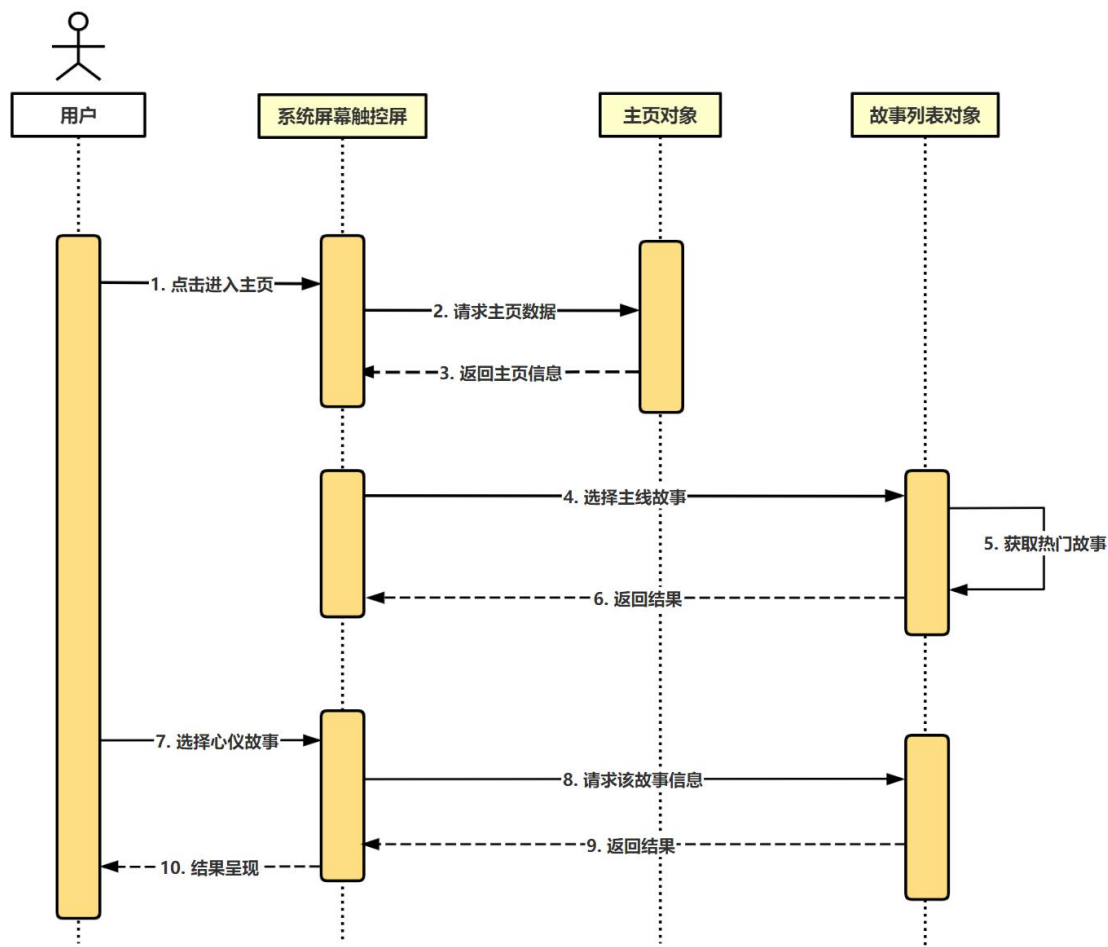 用户
系统屏幕触控屏
主页对象
故事列表对象
1. 点击进入主页
2. 请求主页数据
3. 返回主页信息
4. 选择主线故事
5. 获取热门故事
6. 返回结果
7. 选择心仪故事
8. 请求该故事信息
9. 返回结果
10. 结果呈现